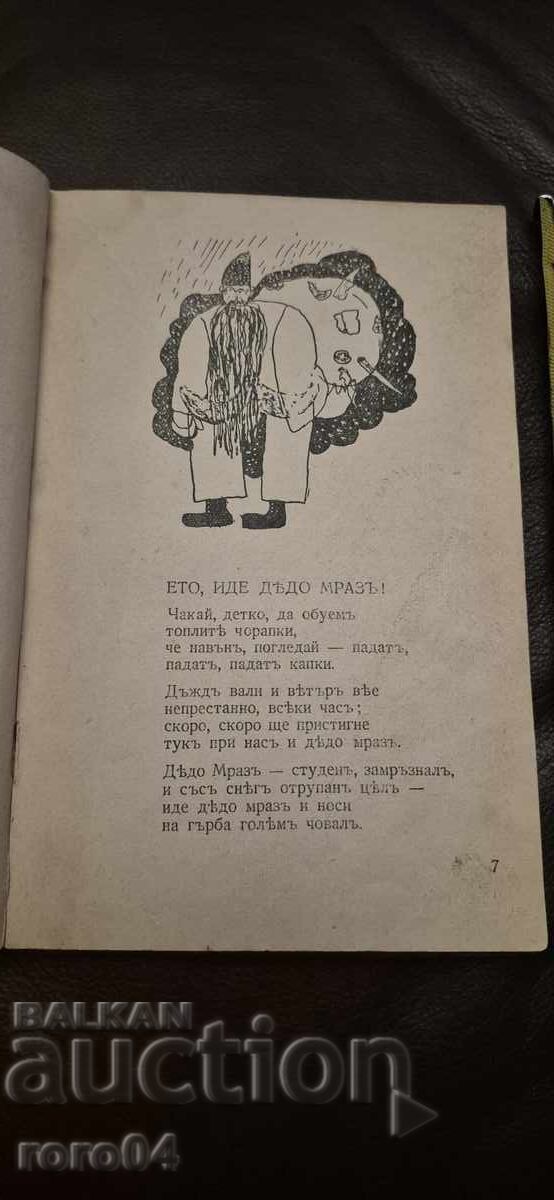 ЕТО, ИДЕ ДѢДО МРАЗЪ!
Чакай, детко, да обуемъ
топлитѣ чорапки,
че навънъ, погледай — падатъ,
падатъ, падатъ капки.
Дъждъ вали и вѣтъръ вѣе
непрестанно, всѣки часъ;
скоро, скоро ще пристигне
тукъ при насъ и дѣдо мразъ.
Дѣдо Мразъ — студенъ, замръзналъ,
и съсъ снѣгъ отрупанъ цѣлъ —
иде дѣдо мразъ и носи
на гърба голѣмъ човалъ.
7
BALKAN
auction
roro04